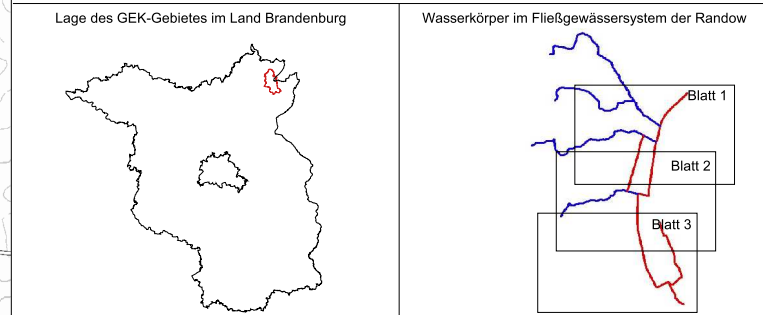 Lage des GEK-Gebietes im Land Brandenburg
Wasserkörper im Fließgewässersystem der Randow
Blatt 1
Blatt 2
Blatt 3